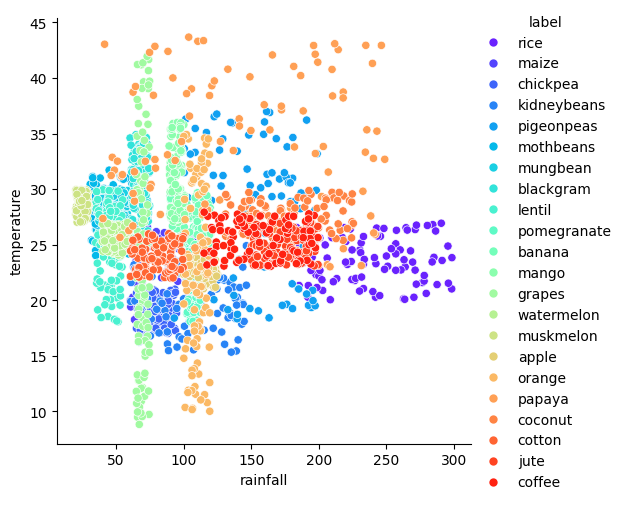 45
40
35
30
25
20
15
10
temperature
50 100 150 200 250 300
rainfall
label
rice
maize
chickpea
kidneybeans
pigeonpeas
mothbeans
mungbean
blackgram
lentil
pomegranate
banana
mango
grapes
watermelon
muskmelon
apple
orange
papaya
coconut
cotton
jute
coffee